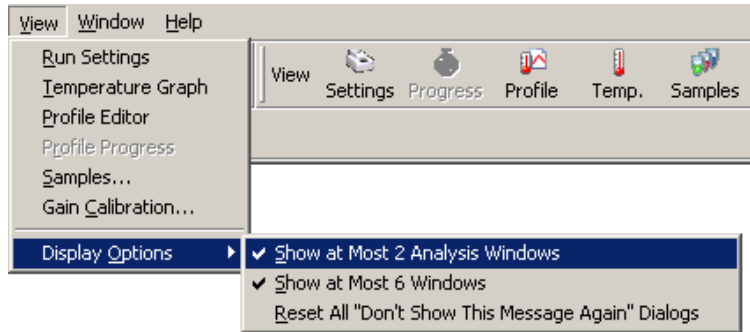 View Window Help
Run Settings
Temperature Graph
Profile Editor
Profile Progress
Samples...
Gain Calibration...
Display Options
View
Settings Progress Profile Temp. Samples
Show at Most 2 Analysis Windows
Show at Most 6 Windows
Reset All "Don't Show This Message Again" Dialogs